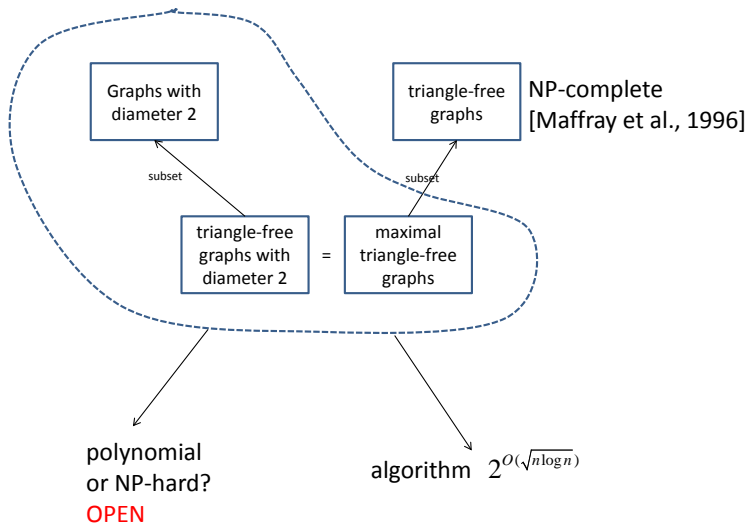 Graphs with
diameter 2
triangle-free
graphs
NP-complete
[Maffray et al., 1996]
subset
subset
triangle-free
graphs with
diameter 2
=
maximal
triangle-free
graphs
polynomial
or NP-hard?
OPEN
algorithm $2^{O(\sqrt{n \log n})}$